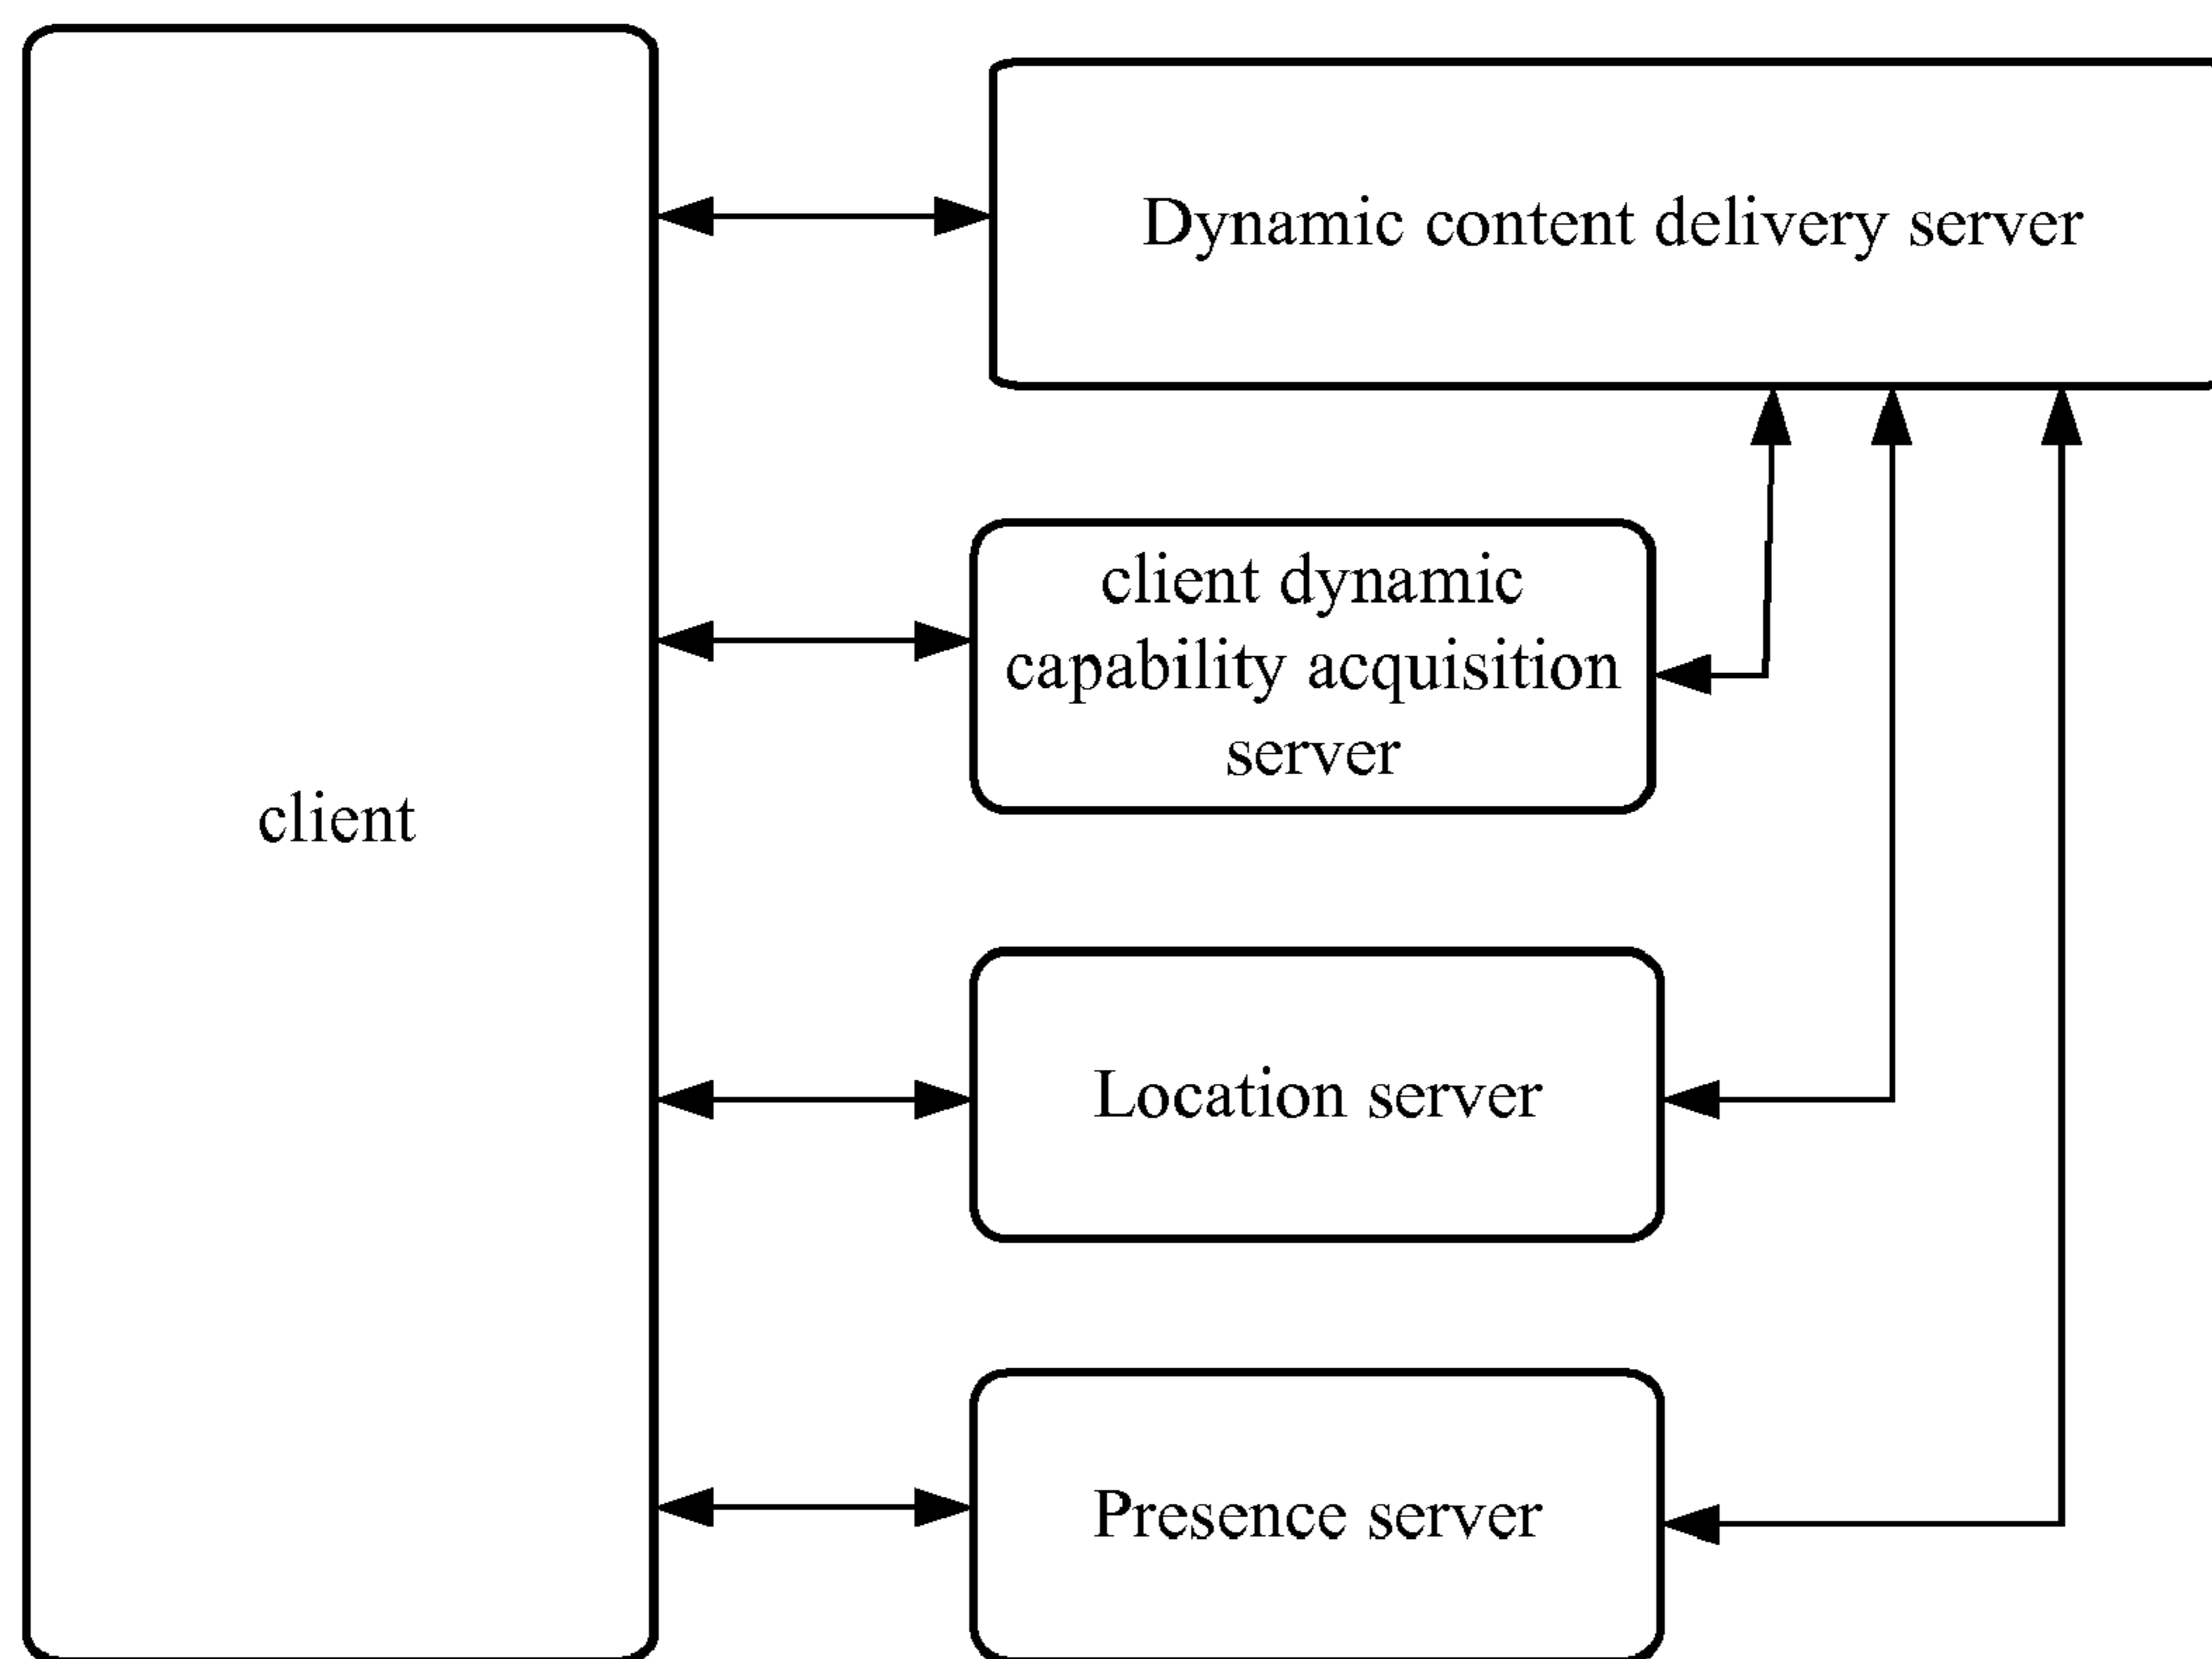 Dynamic content delivery server
client dynamic
capability acquisition
server
client
Location server
Presence server